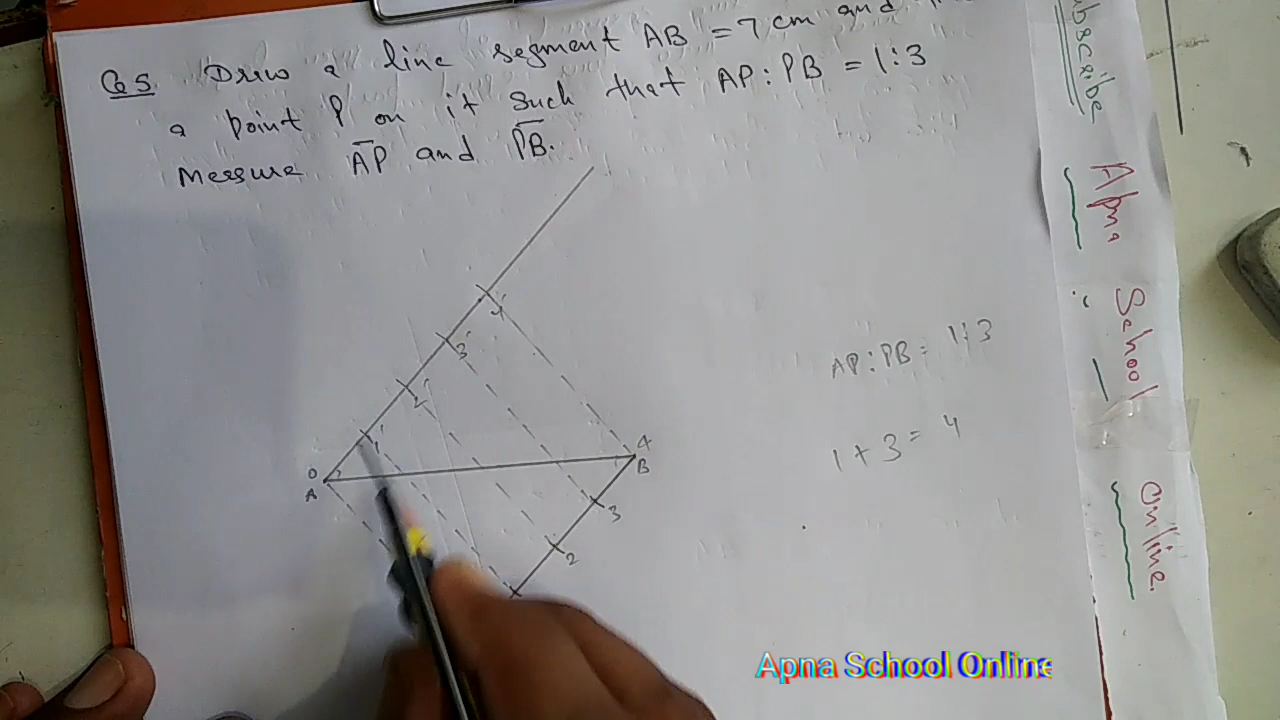 Q5 Draw a line segment AB = 7 cm and
a point P on it such that AP : PB = 1:3
Messure AP and PB.
4'
3'
2'
1'
0
A
4
B
3
2
AP : PB = 1:3
1 + 3 = 4
ubscribe
Apna
School
Online.
Apna School Online